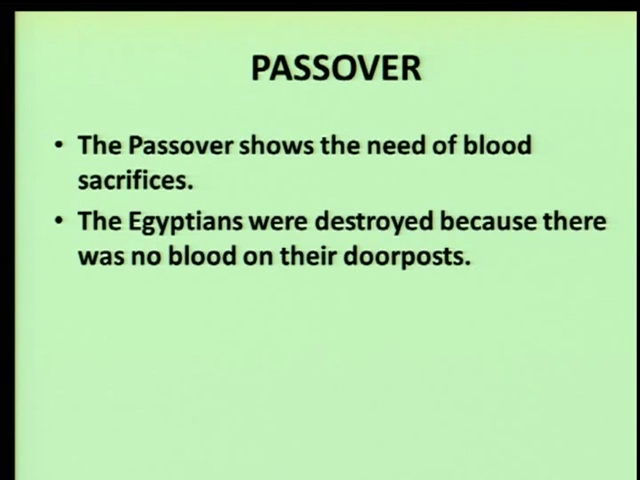 PASSOVER
• The Passover shows the need of blood
sacrifices.
• The Egyptians were destroyed because there
was no blood on their doorposts.